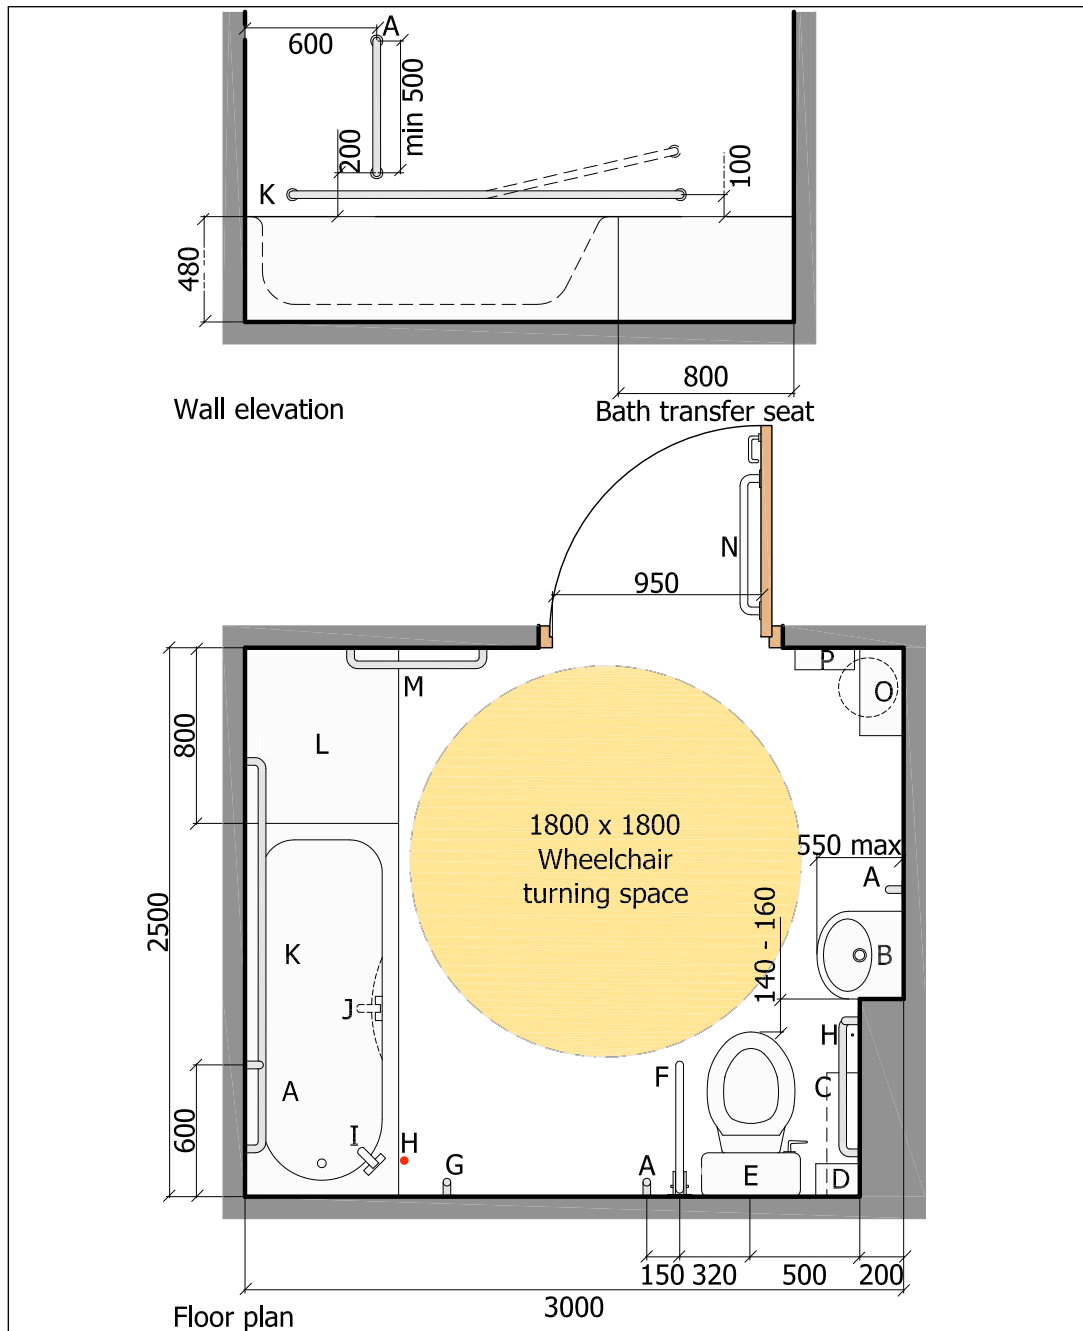 A
600
min 500
200
100
K
480
800
Wall elevation
Bath transfer seat
N
950
M
P
O
800
L
1800 x 1800
Wheelchair
turning space
550 max
A
2500
140 - 160
B
K
J
H
F
C
600
A
I
H
G
A
E
D
150
320
500
200
3000
Floor plan